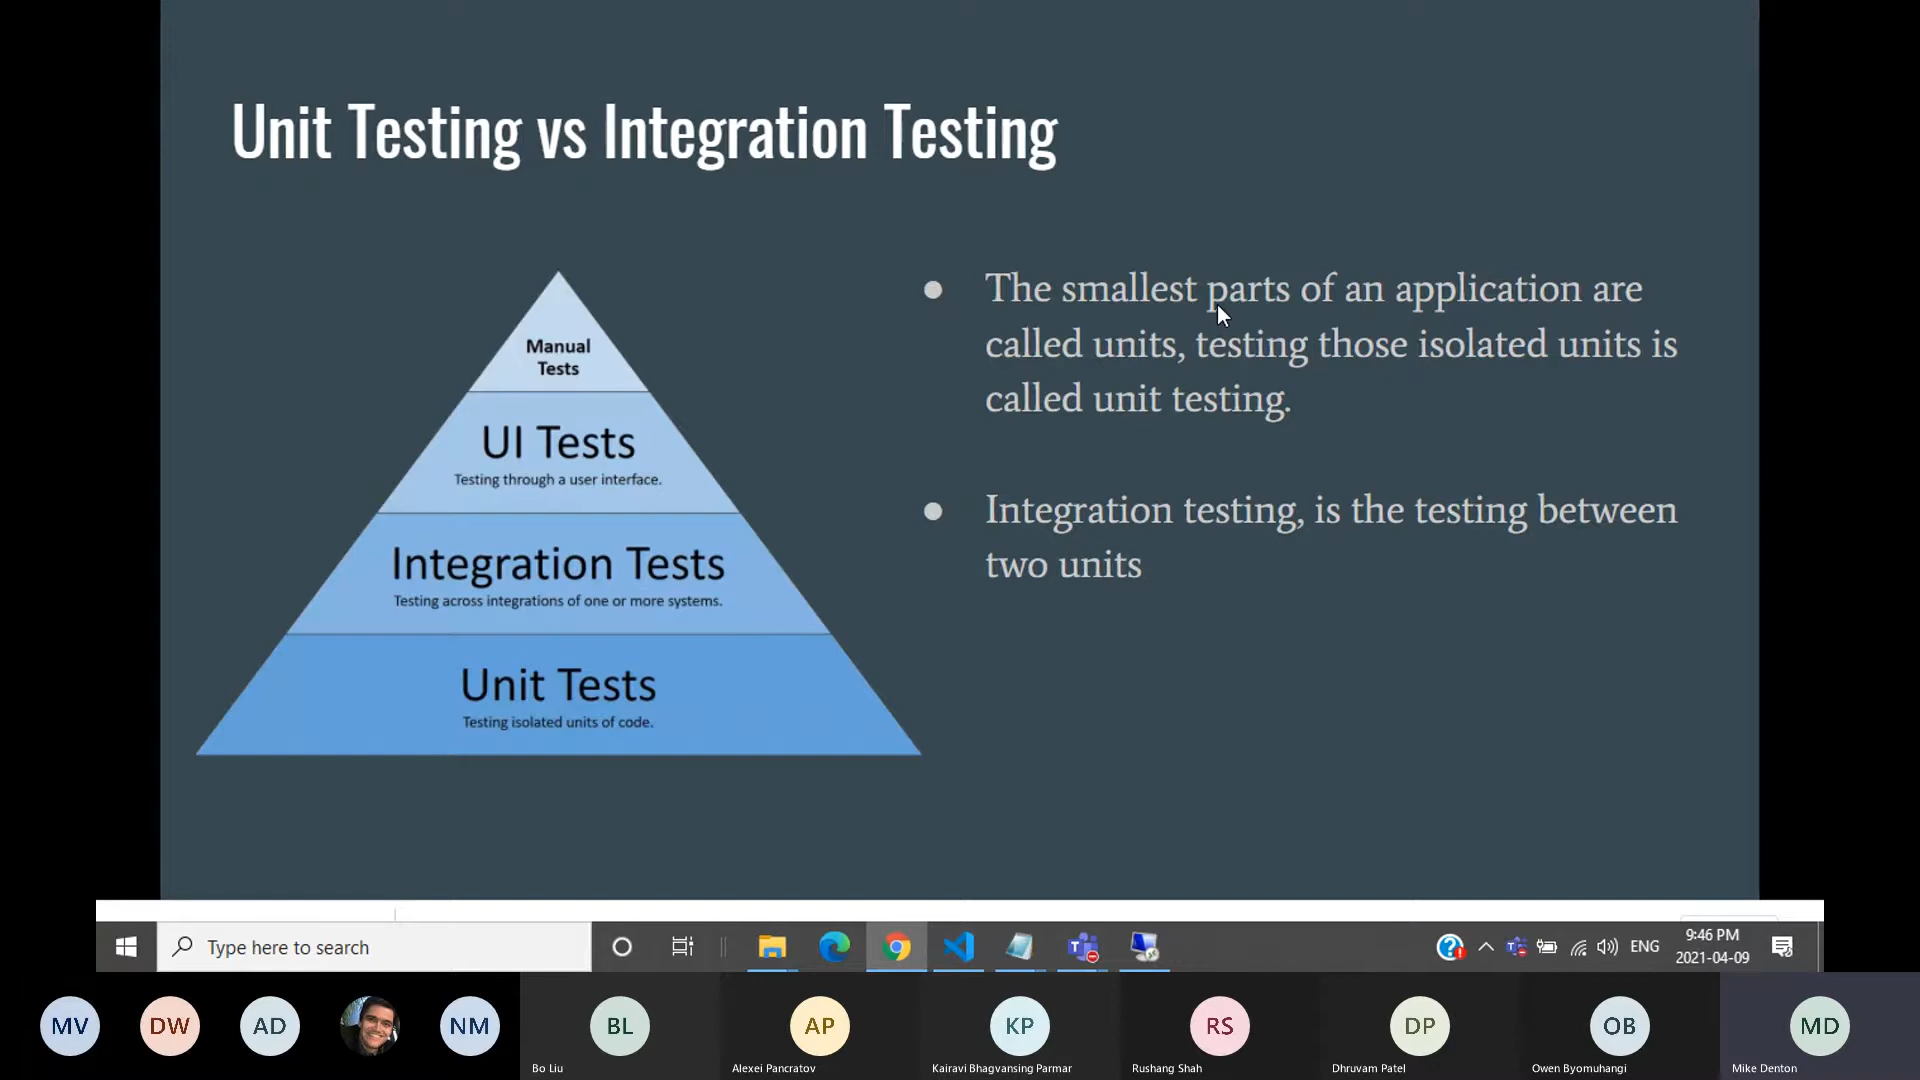 Unit Testing vs Integration Testing
Manual
Tests
UI Tests
Testing through a user interface.
Integration Tests
Testing across integrations of one or more systems.
Unit Tests
Testing isolated units of code.
● The smallest parts of an application are
called units, testing those isolated units is
called unit testing.
● Integration testing, is the testing between
two units
Type here to search
ENG
9:46 PM
2021-04-09
MV
DW
AD
NM
BL
Bo Liu
AP
Alexei Pancratov
KP
Kairavi Bhagvansing Parmar
RS
Rushang Shah
DP
Dhruvam Patel
OB
Owen Byomuhangi
MD
Mike Denton